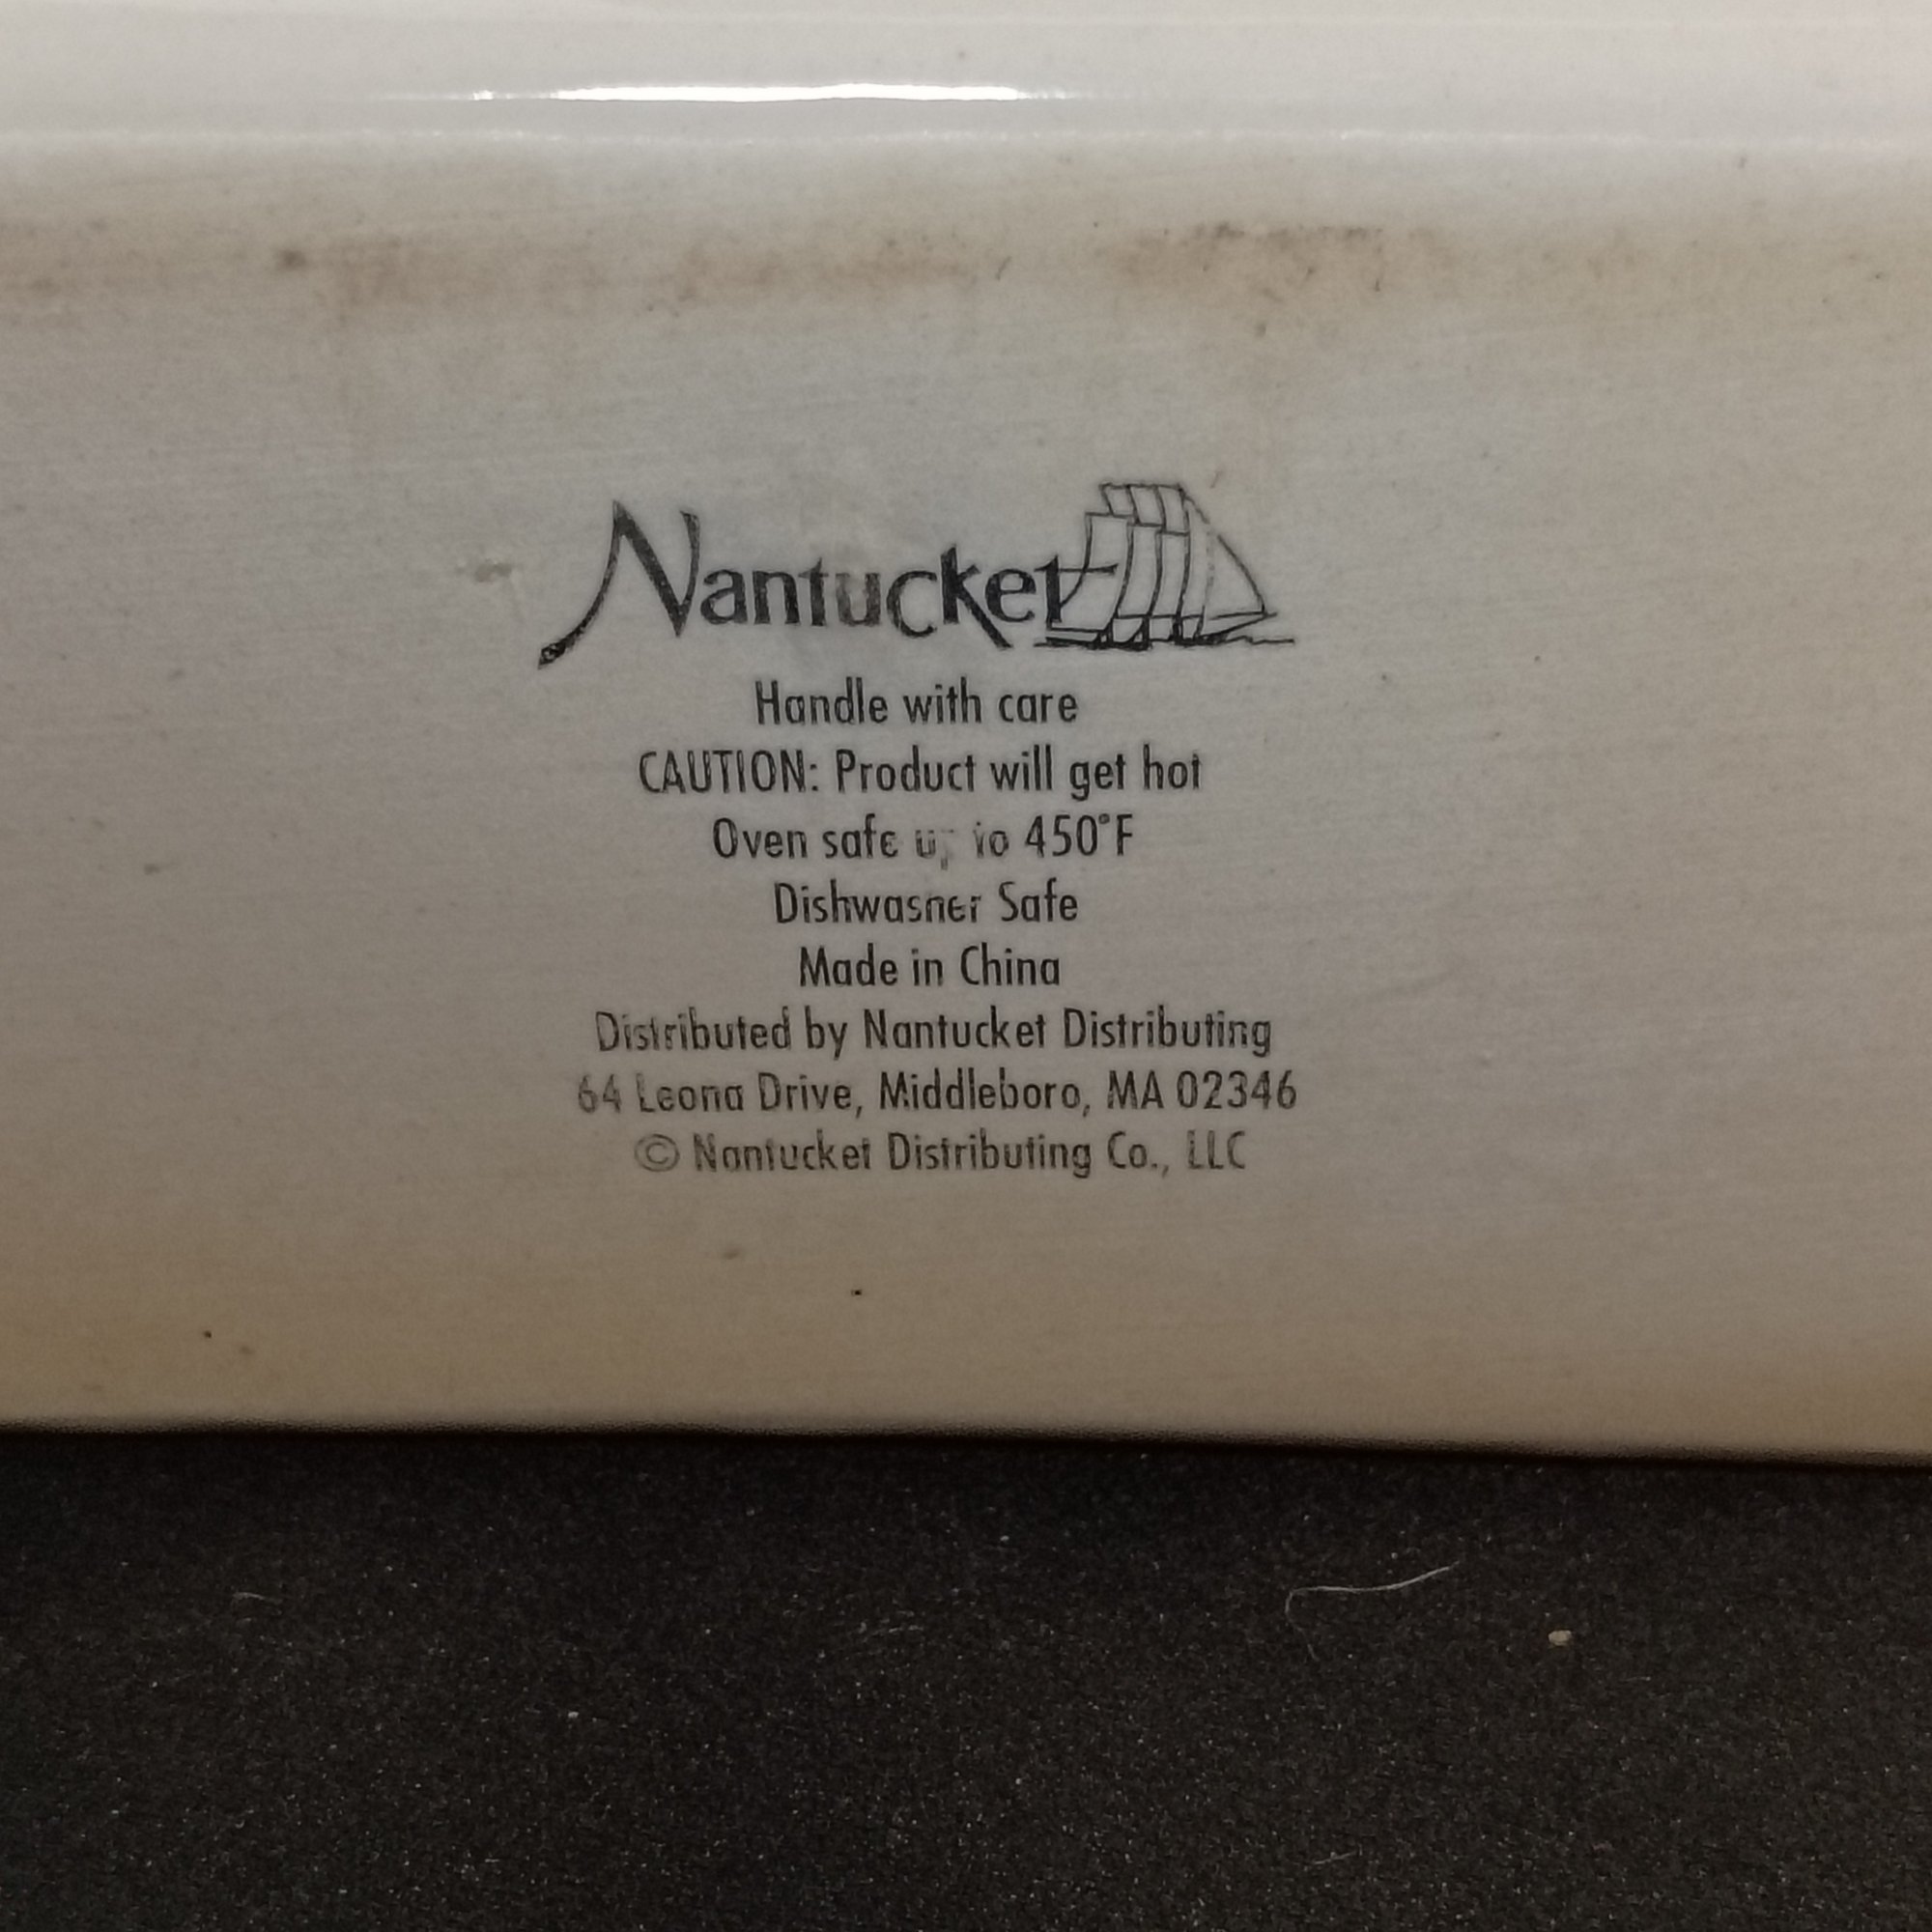 Nantucket
Handle with care
CAUTION: Product will get hot
Oven safe up to 450°F
Dishwasher Safe
Made in China
Distributed by Nantucket Distributing
64 Leona Drive, Middleboro, MA 02346
© Nantucket Distributing Co., LLC